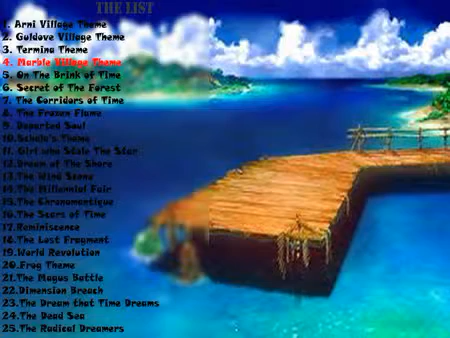 THE LIST
1. Arni Village Theme
2. Guldove Village Theme
3. Termina Theme
4. Marble Village Theme
5. On The Brink of Time
6. Secret of The Forest
7. The Corridors of Time
8. The Frozen Flame
9. Departed Soul
10.Schala's Theme
11. Girl who Stole The Star
12.Dream of The Shore
13.The Wind Scene
14.The Millennial Fair
15.The Chronomantique
16.The Scars of Time
17.Reminiscence
18.The Lost Fragment
19.World Revolution
20.Frog Theme
21.The Magus Battle
22.Dimension Breach
23.The Dream that Time Dreams
24.The Dead Sea
25.The Radical Dreamers